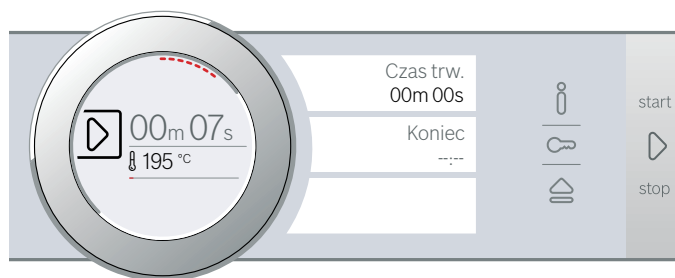 00m 07s
195 °C
Czas trw.
00m 00s
Koniec
--:--
start
stop